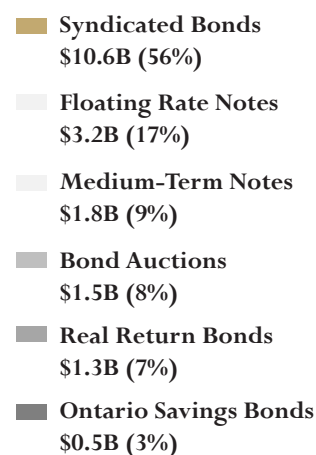 Syndicated Bonds
$10.6B (56%)
Floating Rate Notes
$3.2B (17%)
Medium-Term Notes
$1.8B (9%)
Bond Auctions
$1.5B (8%)
Real Return Bonds
$1.3B (7%)
Ontario Savings Bonds
$0.5B (3%)